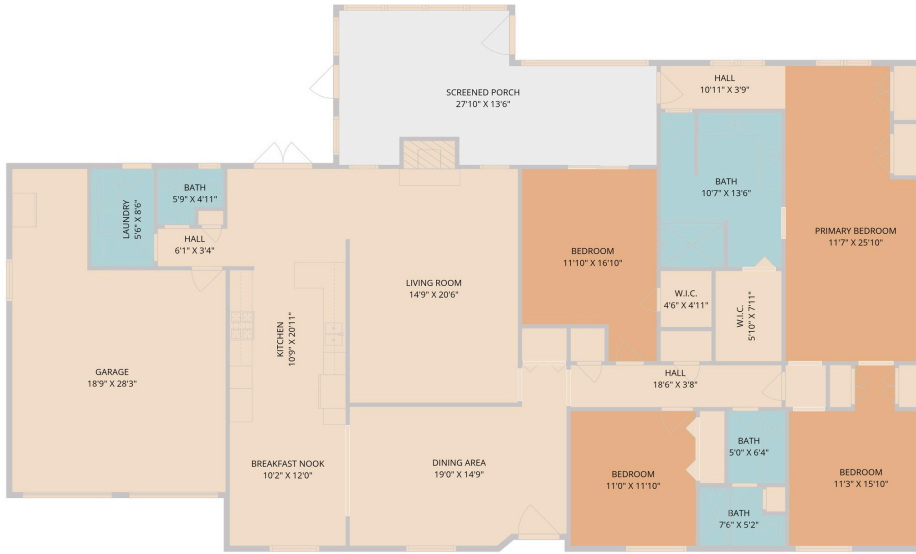 HALL
10'11" X 3'9"
SCREENED PORCH
27'10" X 13'6"
BATH
5'9" X 4'11"
LAUNDRY
5'6" X 8'6"
HALL
6'1" X 3'4"
BATH
10'7" X 13'6"
PRIMARY BEDROOM
11'7" X 25'10"
BEDROOM
11'10" X 16'10"
LIVING ROOM
14'9" X 20'6"
W.I.C.
4'6" X 4'11"
W.I.C.
5'10" X 7'11"
KITCHEN
10'9" X 20'11"
GARAGE
18'9" X 28'3"
HALL
18'6" X 3'8"
BREAKFAST NOOK
10'2" X 12'0"
DINING AREA
19'0" X 14'9"
BEDROOM
11'0" X 11'10"
BATH
5'0" X 6'4"
BEDROOM
11'3" X 15'10"
BATH
7'6" X 5'2"